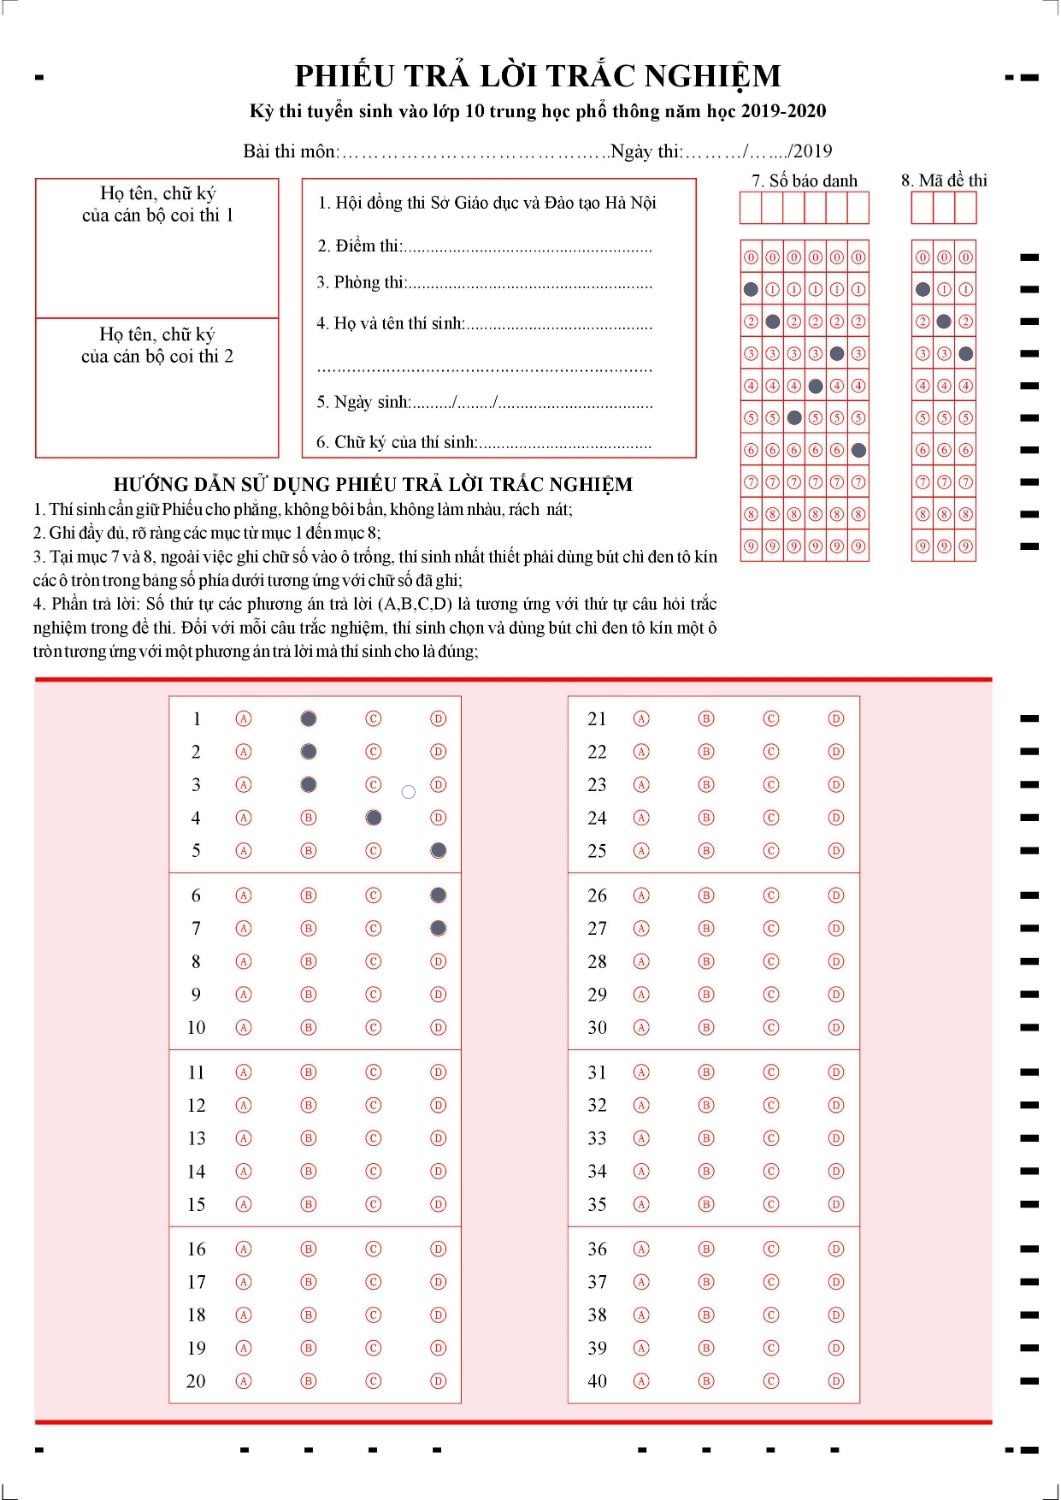 PHIẾU TRẢ LỜI TRẮC NGHIỆM
Kỳ thi tuyển sinh vào lớp 10 trung học phổ thông năm học 2019-2020
Bài thi môn:…………………………………….…..Ngày thi:………/….…/2019
Họ tên, chữ ký
của cán bộ coi thi 1
Họ tên, chữ ký
của cán bộ coi thi 2
1. Hội đồng thi Sở Giáo dục và Đào tạo Hà Nội
2. Điểm thi:................................................
3. Phòng thi:...............................................
4. Họ và tên thí sinh:...................................
................................................................
5. Ngày sinh:......../......./..............................
6. Chữ ký của thí sinh:.................................
7. Số báo danh
0 0 0 0 0 0
1 1 1 1 1
2 2 2 2 2
3 3 3 3 3
4 4 4 4 4
5 5 5 5 5
6 6 6 6 6
7 7 7 7 7 7
8 8 8 8 8 8
9 9 9 9 9 9
8. Mã đề thi
0 0 0
1 1
2 2
3 3
4 4 4
5 5 5
6 6 6
7 7 7
8 8 8
9 9 9
HƯỚNG DẪN SỬ DỤNG PHIẾU TRẢ LỜI TRẮC NGHIỆM
1. Thí sinh cần giữ Phiếu cho phẳng, không bôi bẩn, không làm nhàu, rách nát;
2. Ghi đầy đủ, rõ ràng các mục từ mục 1 đến mục 8;
3. Tại mục 7 và 8, ngoài việc ghi chữ số vào ô trống, thí sinh nhất thiết phải dùng bút chì đen tô kín
các ô tròn trong bảng số phía dưới tương ứng với chữ số đã ghi;
4. Phần trả lời: Số thứ tự các phương án trả lời (A,B,C,D) là tương ứng với thứ tự câu hỏi trắc
nghiệm trong đề thi. Đối với mỗi câu trắc nghiệm, thí sinh chọn và dùng bút chì đen tô kín một ô
tròn tương ứng với một phương án trả lời mà thí sinh cho là đúng;
1 A C D
2 A C D
3 A C D
4 A B D
5 A B C
6 A B C
7 A B C
8 A B C D
9 A B C D
10 A B C D
11 A B C D
12 A B C D
13 A B C D
14 A B C D
15 A B C D
16 A B C D
17 A B C D
18 A B C D
19 A B C D
20 A B C D
21 A B C D
22 A B C D
23 A B C D
24 A B C D
25 A B C D
26 A B C D
27 A B C D
28 A B C D
29 A B C D
30 A B C D
31 A B C D
32 A B C D
33 A B C D
34 A B C D
35 A B C D
36 A B C D
37 A B C D
38 A B C D
39 A B C D
40 A B C D